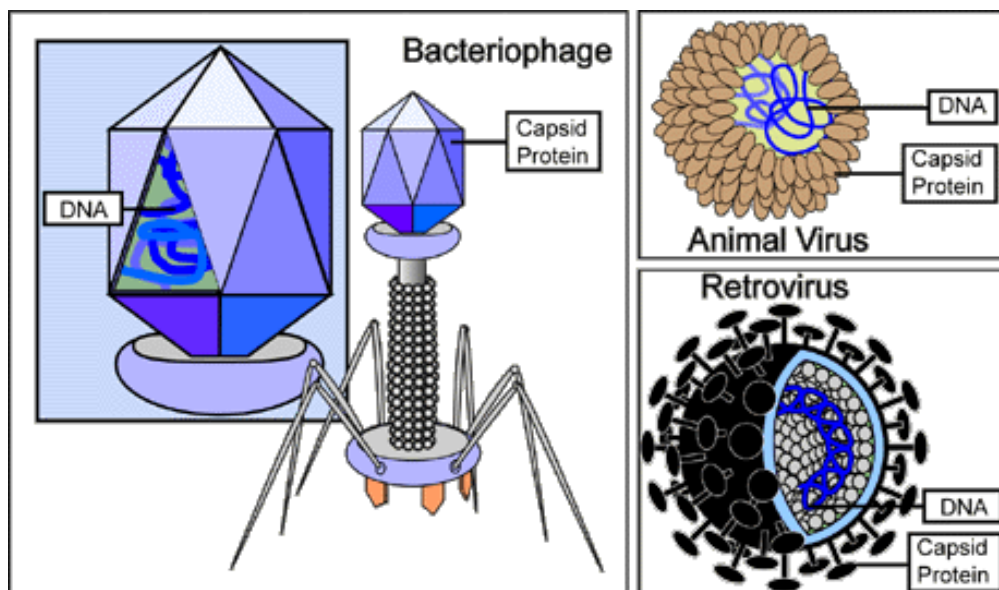 Bacteriophage
Capsid
Protein
DNA
DNA
Capsid
Protein
Animal Virus
Retrovirus
DNA
Capsid
Protein